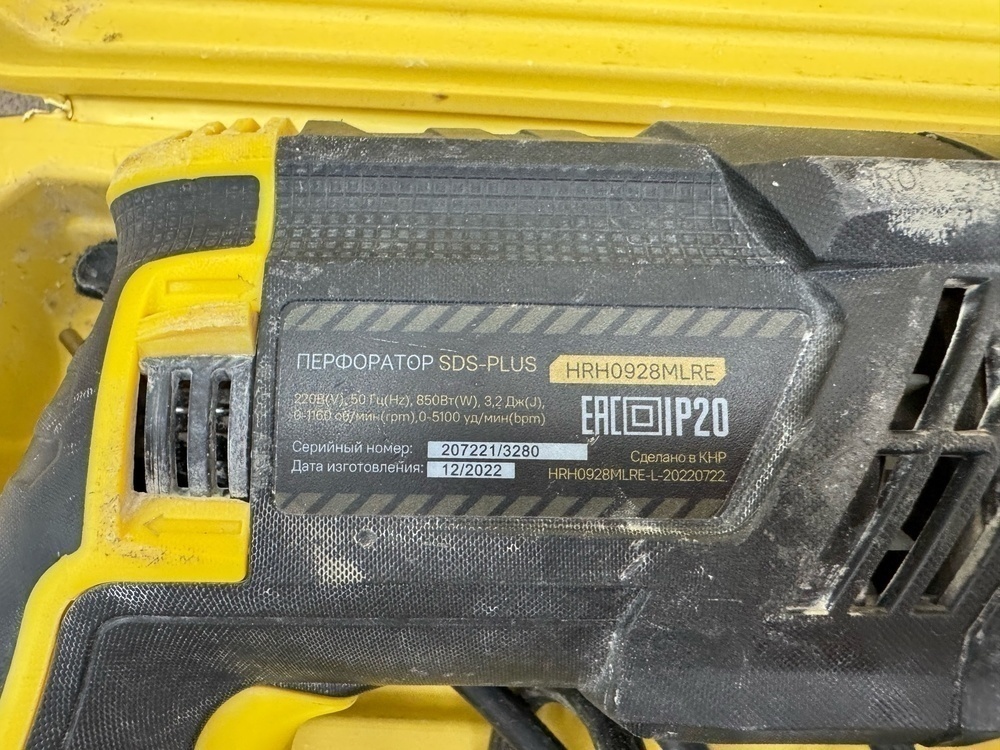 ПЕРФОРАТОР SDS-PLUS
HRH0928MLRE
220В(V), 50 Гц(Hz), 850Вт(W), 3,2 Дж(J),
0-1160 об/мин(rpm),0-5100 уд/мин(bpm)
EAC IP20
Серийный номер: 207221/3280
Сделано в КНР
Дата изготовления: 12/2022
HRH0928MLRE-L-20220722